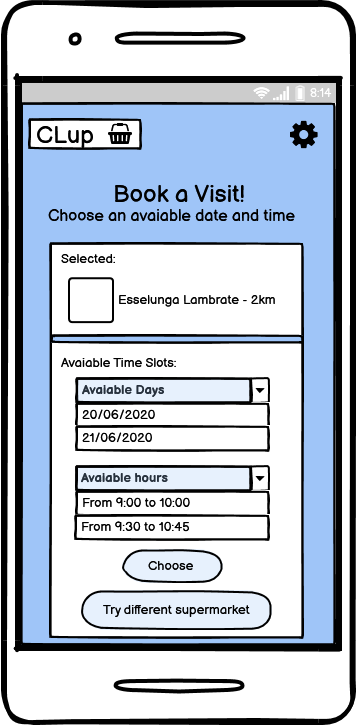 8:14
CLup
Book a Visit!
Choose an avaiable date and time
Selected:
Esselunga Lambrate - 2km
Avaiable Time Slots:
Avaiable Days
20/06/2020
21/06/2020
Avaiable hours
From 9:00 to 10:00
From 9:30 to 10:45
Choose
Try different supermarket